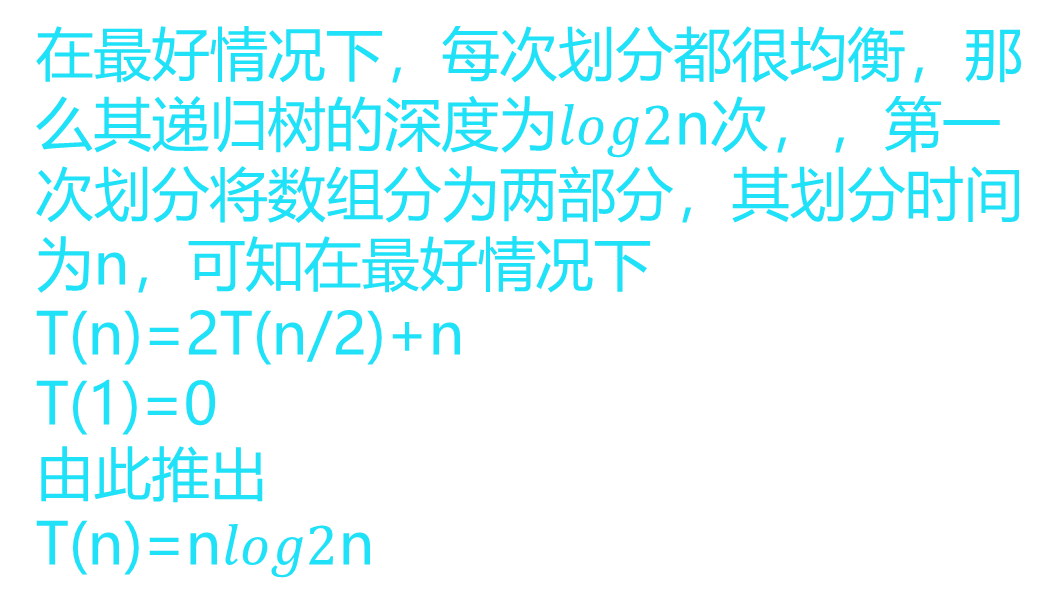 在最好情况下，每次划分都很均衡，那
么其递归树的深度为log2n次，，第一
次划分将数组分为两部分，其划分时间
为n，可知在最好情况下
T(n)=2T(n/2)+n
T(1)=0
由此推出
T(n)=nlog2n